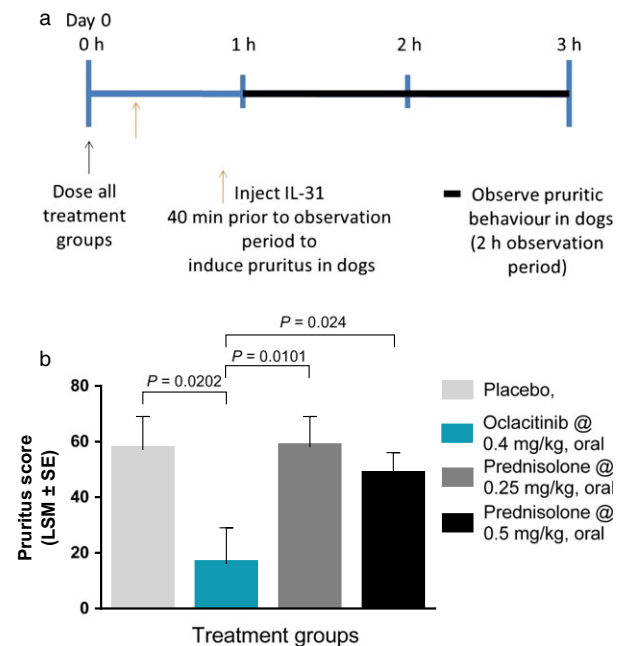 a
Day 0
0 h
1 h
2 h
3 h
Dose all
treatment
groups
Inject IL-31
40 min prior to observation
period to
induce pruritus in dogs
Observe pruritic
behaviour in dogs
(2 h observation
period)
b
P = 0.024
P = 0.0101
P = 0.0202
80
60
40
20
0
Pruritus score
(LSM ± SE)
Treatment groups
Placebo,
Oclacitinib @
0.4 mg/kg, oral
Prednisolone @
0.25 mg/kg, oral
Prednisolone @
0.5 mg/kg, oral